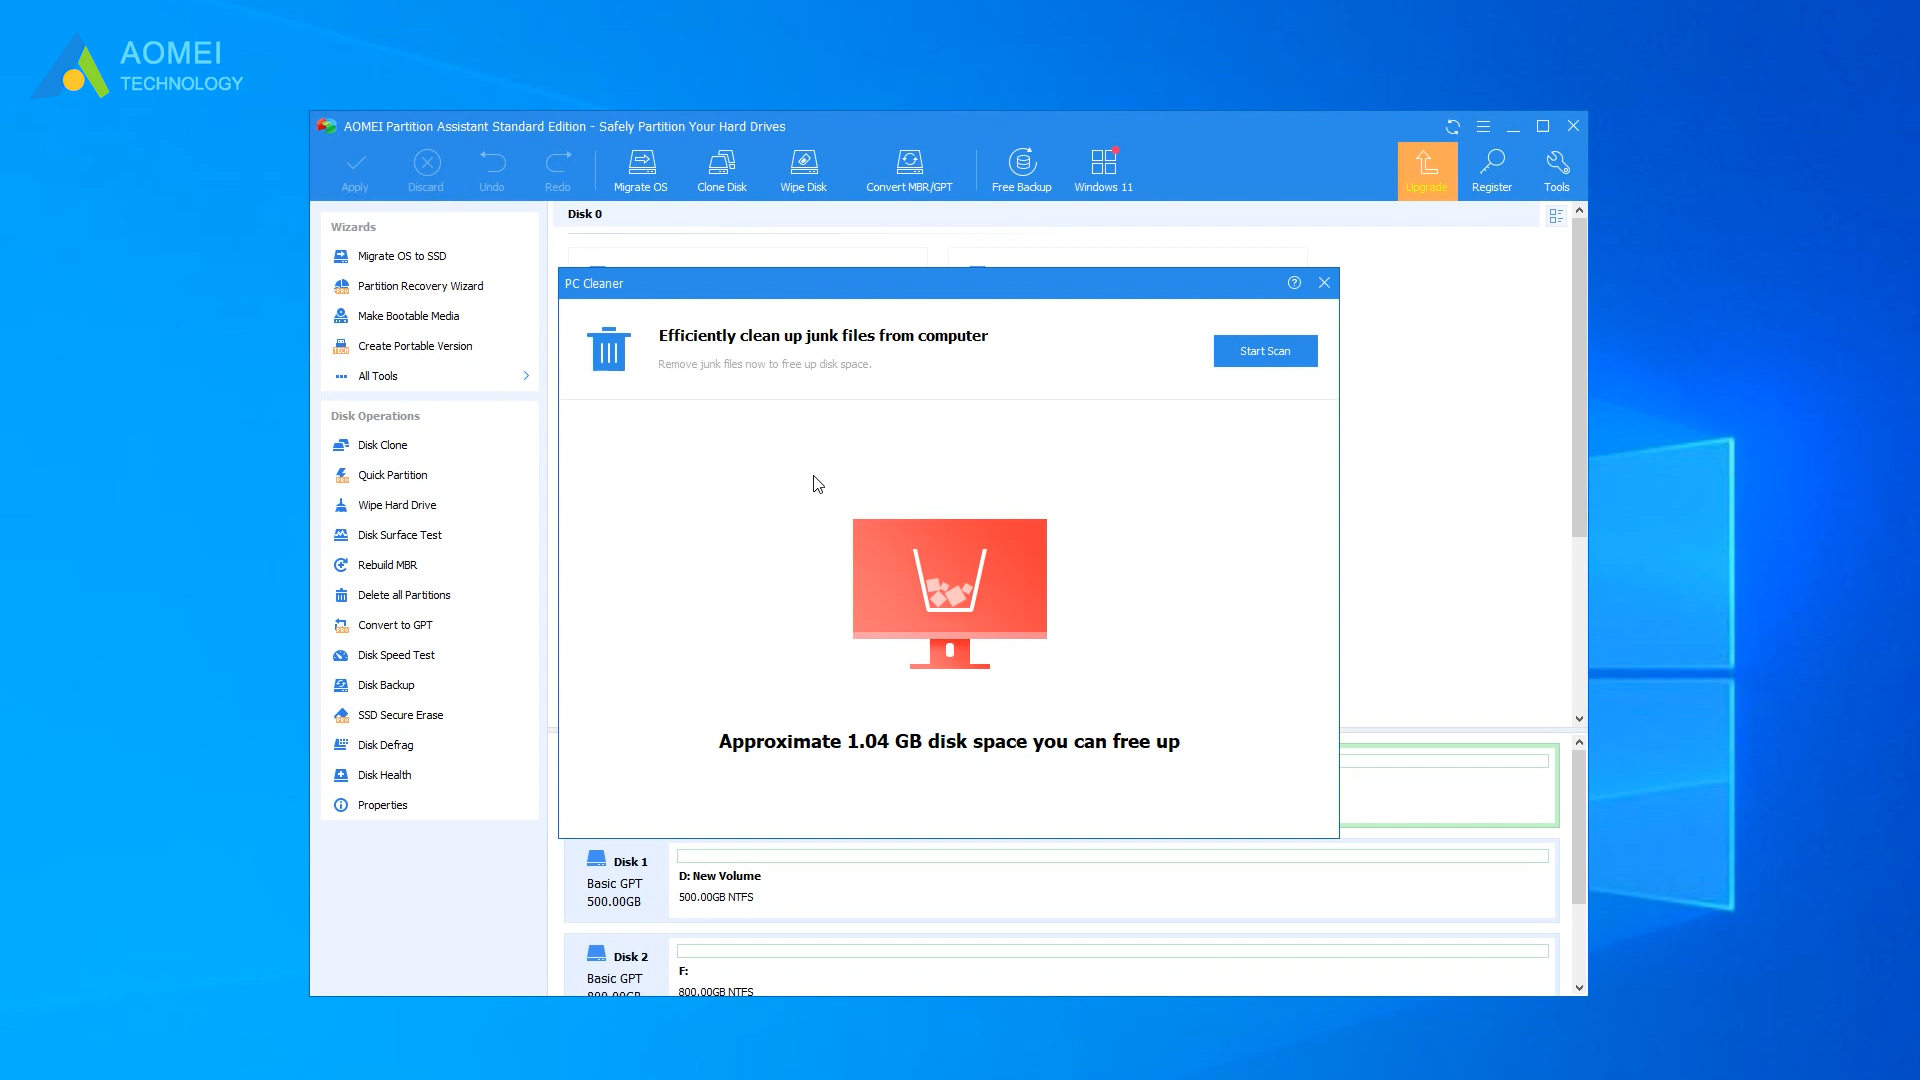 AOMEI
TECHNOLOGY
AOMEI Partition Assistant Standard Edition - Safely Partition Your Hard Drives
Apply
Discard
Undo
Redo
Migrate OS
Clone Disk
Wipe Disk
Convert MBR/GPT
Free Backup
Windows 11
Upgrade
Register
Tools
Wizards
Migrate OS to SSD
Partition Recovery Wizard
Make Bootable Media
Create Portable Version
All Tools
Disk Operations
Disk Clone
Quick Partition
Wipe Hard Drive
Disk Surface Test
Rebuild MBR
Delete all Partitions
Convert to GPT
Disk Speed Test
Disk Backup
SSD Secure Erase
Disk Defrag
Disk Health
Properties
Disk 0
PC Cleaner
Efficiently clean up junk files from computer
Remove junk files now to free up disk space.
Start Scan
Approximate 1.04 GB disk space you can free up
Disk 1
Basic GPT
500.00GB
D: New Volume
500.00GB NTFS
Disk 2
Basic GPT
800.00GB
F:
800.00GB NTFS